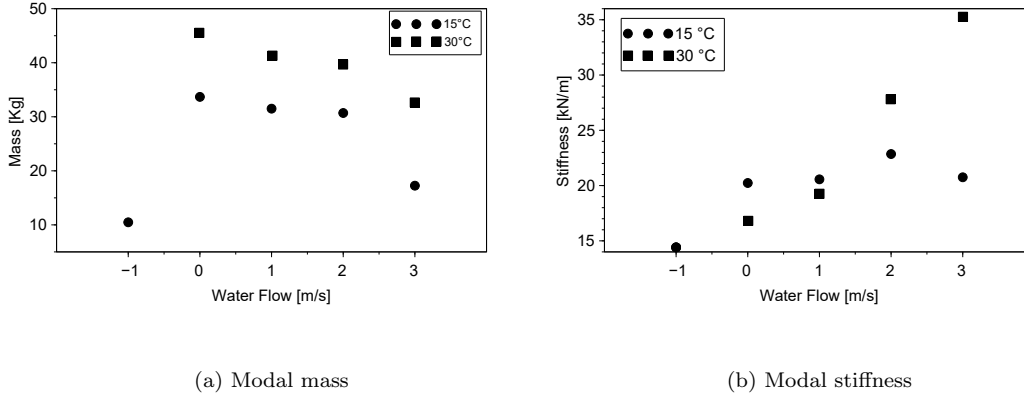 50
40
30
20
10
Mass [Kg]
15°C
30°C
−1
0
1
2
3
Water Flow [m/s]
(a) Modal mass
35
30
25
20
15
Stiffness [kN/m]
15 °C
30 °C
−1
0
1
2
3
Water Flow [m/s]
(b) Modal stiffness